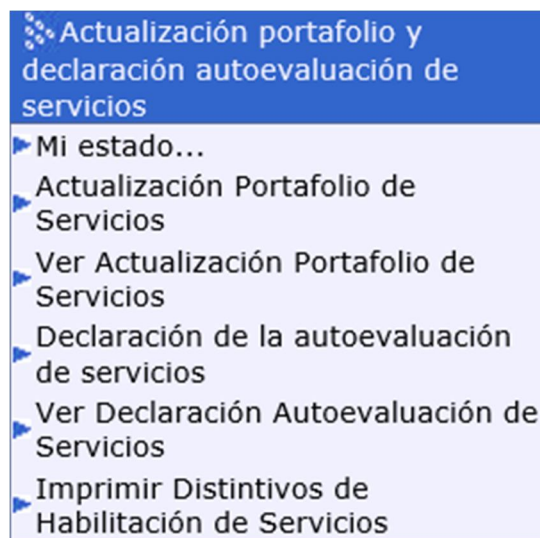 Actualización portafolio y
declaración autoevaluación de
servicios
Mi estado...
Actualización Portafolio de
Servicios
Ver Actualización Portafolio de
Servicios
Declaración de la autoevaluación
de servicios
Ver Declaración Autoevaluación de
Servicios
Imprimir Distintivos de
Habilitación de Servicios